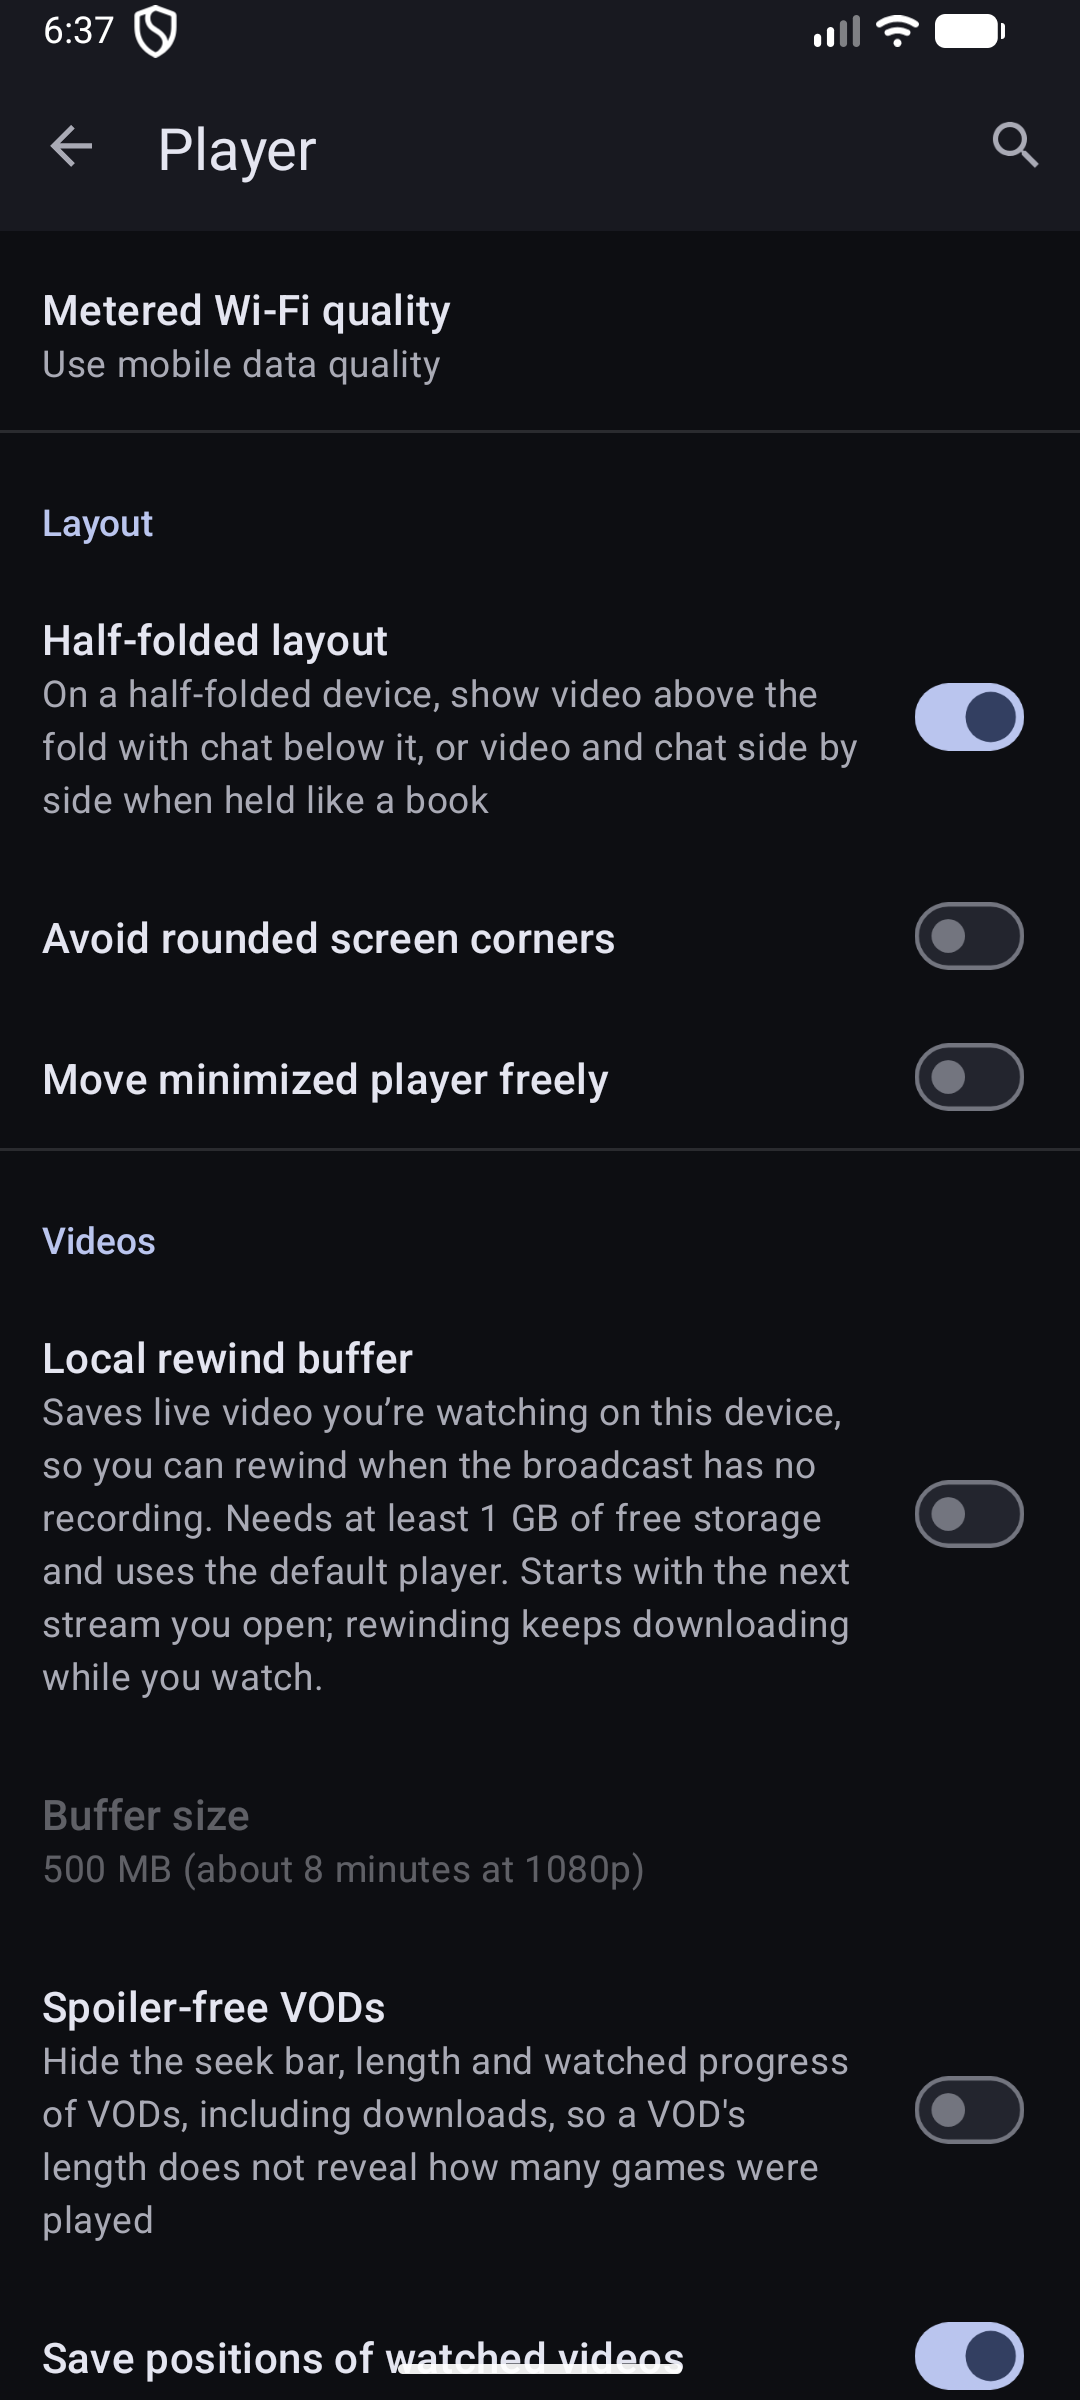 6:37
Player
Metered Wi-Fi quality
Use mobile data quality
Layout
Half-folded layout
On a half-folded device, show video above the
fold with chat below it, or video and chat side by
side when held like a book
Avoid rounded screen corners
Move minimized player freely
Videos
Local rewind buffer
Saves live video you’re watching on this device,
so you can rewind when the broadcast has no
recording. Needs at least 1 GB of free storage
and uses the default player. Starts with the next
stream you open; rewinding keeps downloading
while you watch.
Buffer size
500 MB (about 8 minutes at 1080p)
Spoiler-free VODs
Hide the seek bar, length and watched progress
of VODs, including downloads, so a VOD's
length does not reveal how many games were
played
Save positions of watched videos